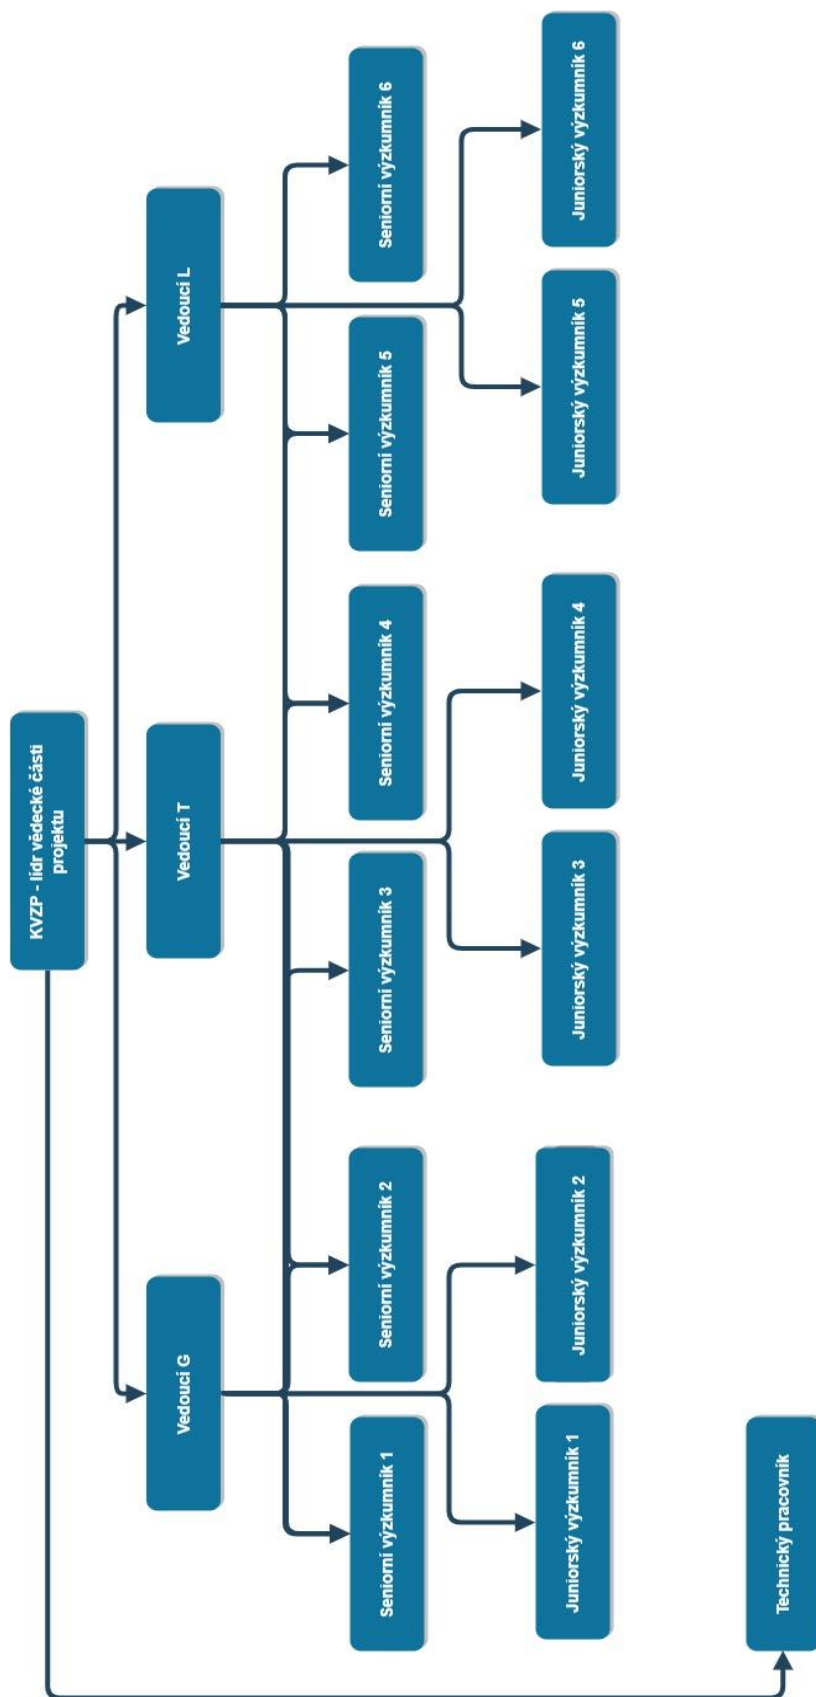 KVZP - lídr vědecké části
projektu
Vedoucí G
Vedoucí T
Vedoucí L
Seniorní výzkumník 1
Seniorní výzkumník 2
Seniorní výzkumník 3
Seniorní výzkumník 4
Seniorní výzkumník 5
Seniorní výzkumník 6
Juniorský výzkumník 1
Juniorský výzkumník 2
Juniorský výzkumník 3
Juniorský výzkumník 4
Juniorský výzkumník 5
Juniorský výzkumník 6
Technický pracovník